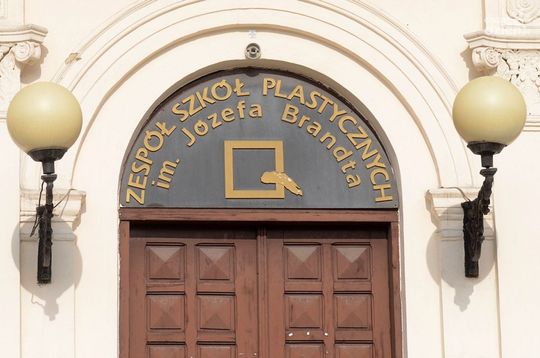 ZESPÓŁ SZKÓŁ PLASTYCZNYCH
im. Józefa Brandta